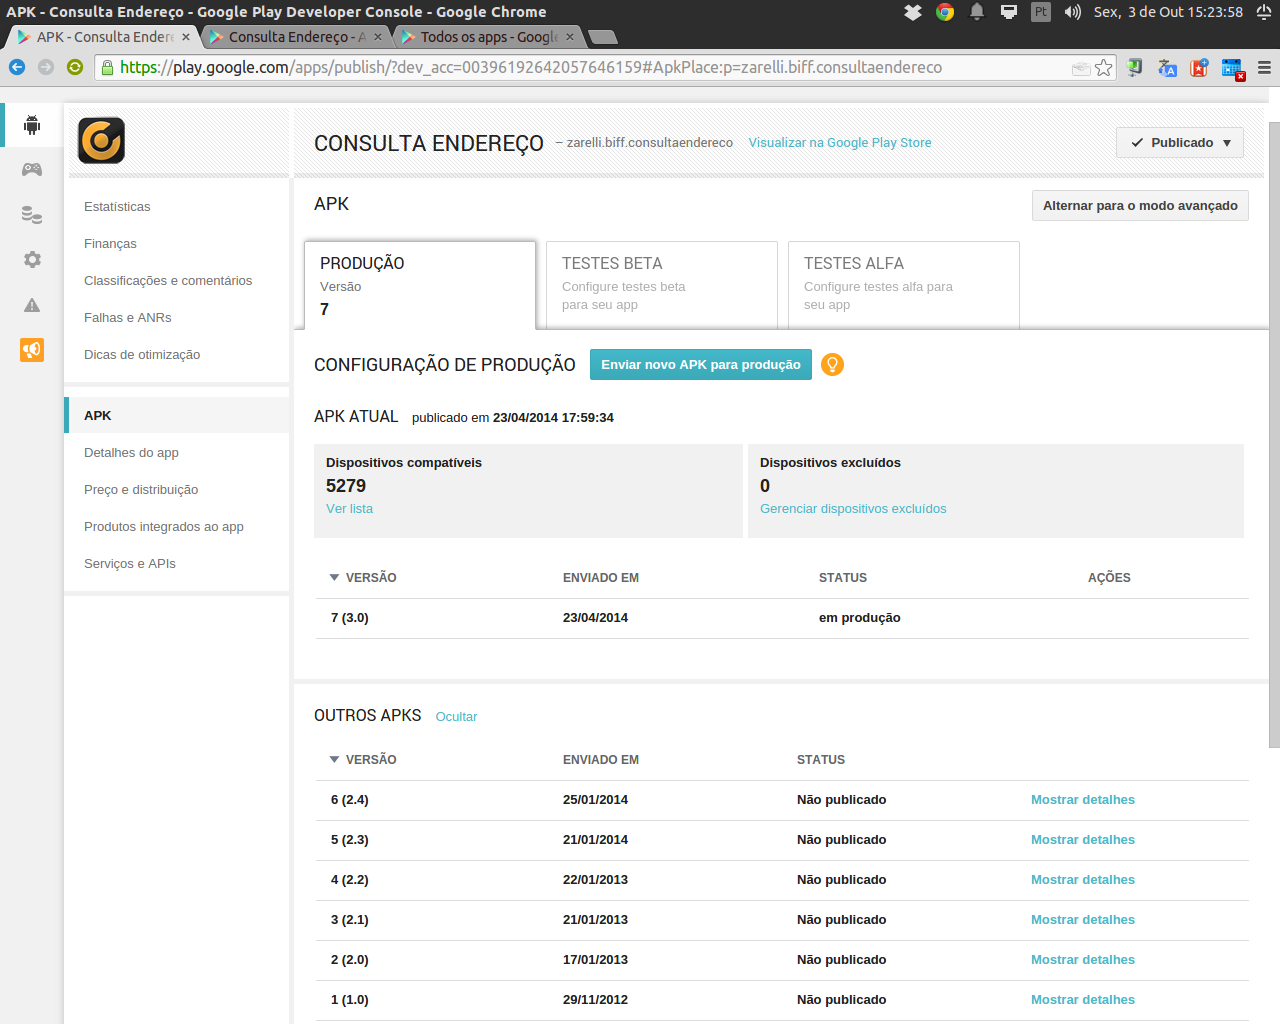 APK - Consulta Endereço - Google Play Developer Console - Google Chrome
Pt
Sex, 3 de Out 15:23:58
APK - Consulta Endere
Consulta Endereço - A
Todos os apps - Google
https://play.google.com/apps/publish/?dev_acc=00396192642057646159#ApkPlace:p=zarelli.biff.consultaendereco
CONSULTA ENDEREÇO – zarelli.biff.consultaendereco Visualizar na Google Play Store
Publicado
Estatísticas
Finanças
Classificações e comentários
Falhas e ANRs
Dicas de otimização
APK
Detalhes do app
Preço e distribuição
Produtos integrados ao app
Serviços e APIs
APK
Alternar para o modo avançado
PRODUÇÃO
Versão
7
TESTES BETA
Configure testes beta
para seu app
TESTES ALFA
Configure testes alfa para
seu app
CONFIGURAÇÃO DE PRODUÇÃO
Enviar novo APK para produção
APK ATUAL publicado em 23/04/2014 17:59:34
Dispositivos compatíveis
5279
Ver lista
Dispositivos excluídos
0
Gerenciar dispositivos excluídos
VERSÃO ENVIADO EM STATUS AÇÕES
7 (3.0) 23/04/2014 em produção
OUTROS APKS Ocultar
VERSÃO ENVIADO EM STATUS
6 (2.4) 25/01/2014 Não publicado Mostrar detalhes
5 (2.3) 21/01/2014 Não publicado Mostrar detalhes
4 (2.2) 22/01/2013 Não publicado Mostrar detalhes
3 (2.1) 21/01/2013 Não publicado Mostrar detalhes
2 (2.0) 17/01/2013 Não publicado Mostrar detalhes
1 (1.0) 29/11/2012 Não publicado Mostrar detalhes